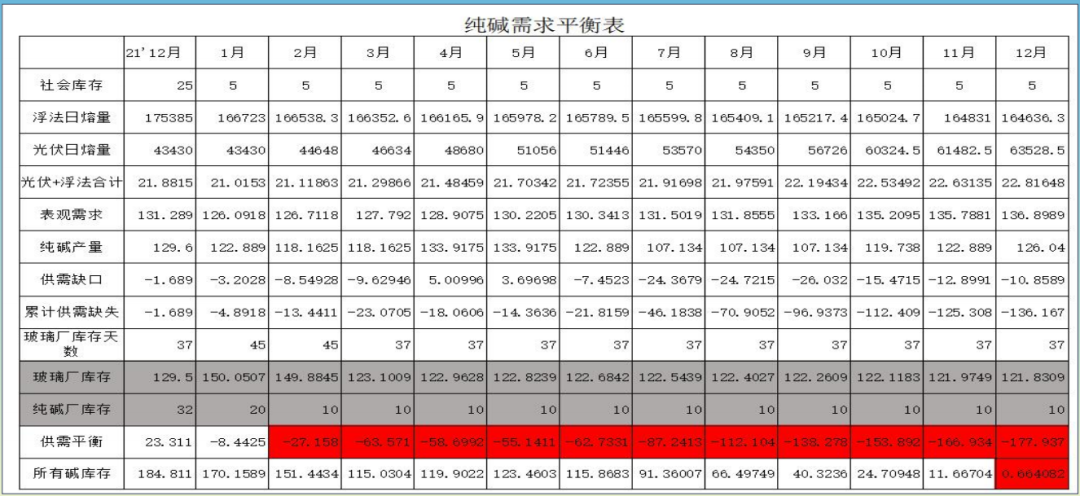 纯碱需求平衡表
21'12月 1月 2月 3月 4月 5月 6月 7月 8月 9月 10月 11月 12月
社会库存 25 5 5 5 5 5 5 5 5 5 5 5 5
浮法日熔量 175385 166723 166538.3 166352.6 166165.9 165978.2 165789.5 165599.8 165409.1 165217.4 165024.7 164831 164636.3
光伏日熔量 43430 43430 44648 46634 48680 51056 51446 53570 54350 56726 60324.5 61482.5 63528.5
光伏+浮法合计 21.8815 21.0153 21.11863 21.29866 21.48459 21.70342 21.72355 21.91698 21.97591 22.19434 22.53492 22.63135 22.81648
表观需求 131.289 126.0918 126.7118 127.792 128.9075 130.2205 130.3413 131.5019 131.8555 133.166 135.2095 135.7881 136.8989
纯碱产量 129.6 122.889 118.1625 118.1625 133.9175 133.9175 122.889 107.134 107.134 107.134 119.738 122.889 126.04
供需缺口 -1.689 -3.2028 -8.54928 -9.62946 5.00996 3.69698 -7.4523 -24.3679 -24.7215 -26.032 -15.4715 -12.8991 -10.8589
累计供需缺失 -1.689 -4.8918 -13.4411 -23.0705 -18.0606 -14.3636 -21.8159 -46.1838 -70.9052 -96.9373 -112.409 -125.308 -136.167
玻璃厂库存天
数 37 45 45 37 37 37 37 37 37 37 37 37 37
玻璃厂库存 129.5 150.0507 149.8845 123.1009 122.9628 122.8239 122.6842 122.5439 122.4027 122.2609 122.1183 121.9749 121.8309
纯碱厂库存 32 20 10 10 10 10 10 10 10 10 10 10 10
供需平衡 23.311 -8.4425 -27.158 -63.571 -58.6992 -55.1411 -62.7331 -87.2413 -112.104 -138.278 -153.892 -166.934 -177.937
所有碱库存 184.811 170.1589 151.4434 115.0304 119.9022 123.4603 115.8683 91.36007 66.49749 40.3236 24.70948 11.66704 0.664082